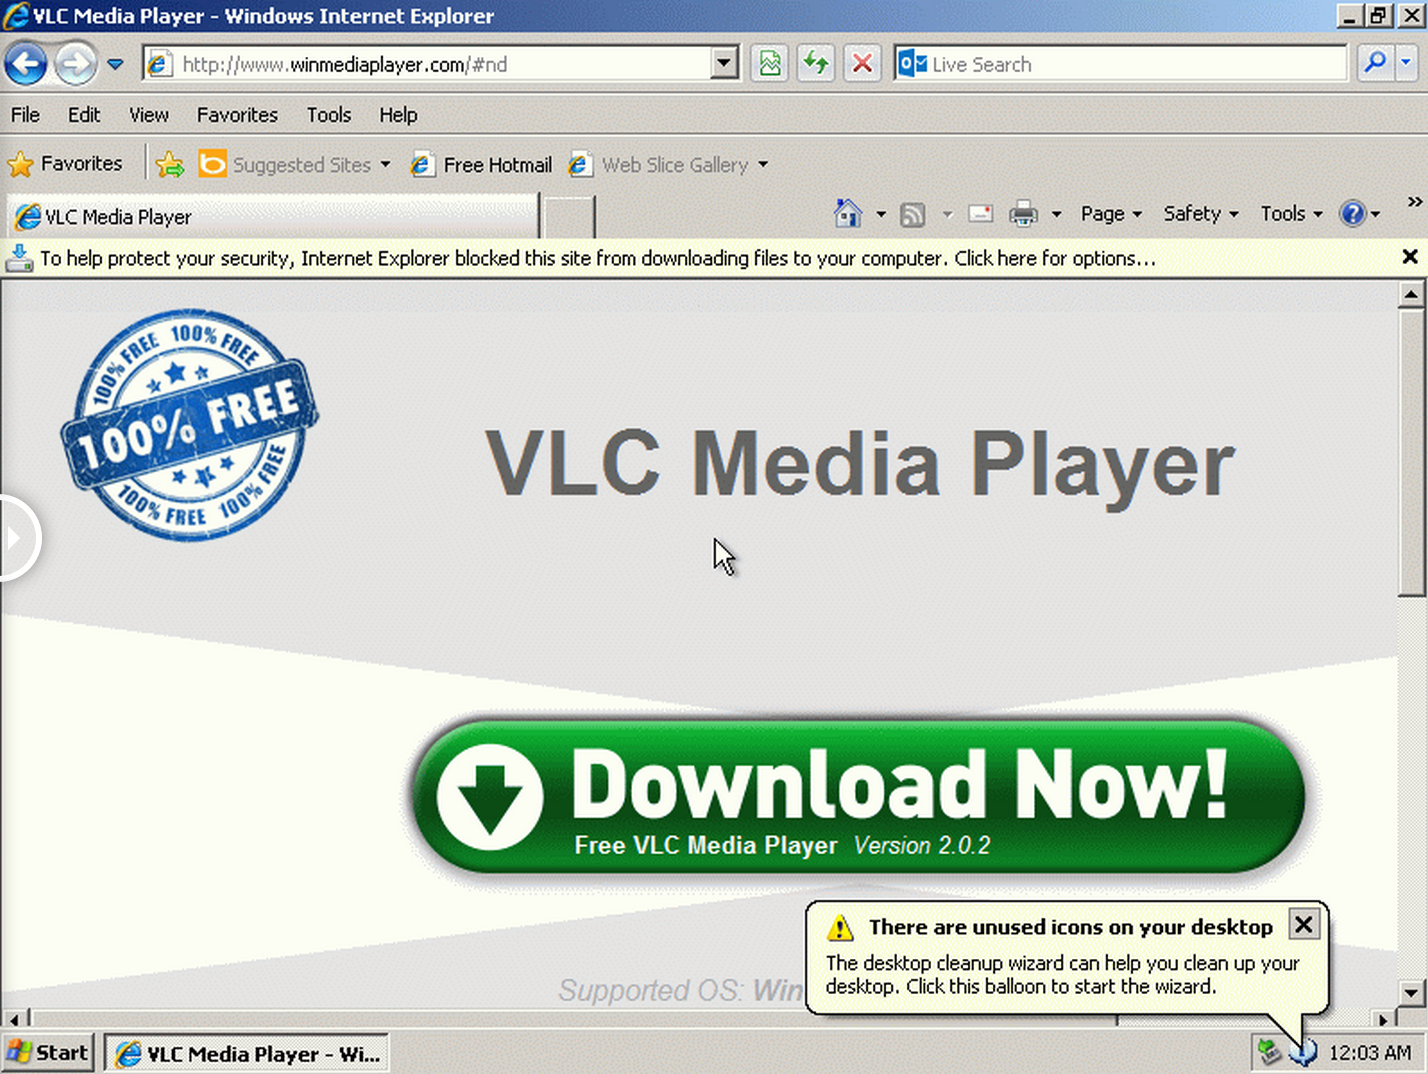 VLC Media Player - Windows Internet Explorer
http://www.winmediaplayer.com/#nd
Live Search
File Edit View Favorites Tools Help
Favorites Suggested Sites Free Hotmail Web Slice Gallery
VLC Media Player
Page Safety Tools
To help protect your security, Internet Explorer blocked this site from downloading files to your computer. Click here for options...
100% FREE 100% FREE
100% FREE
100% FREE 100% FREE
VLC Media Player
Download Now!
Free VLC Media Player Version 2.0.2
There are unused icons on your desktop
The desktop cleanup wizard can help you clean up your
desktop. Click this balloon to start the wizard.
Supported OS: Win
Start VLC Media Player - Wi... 12:03 AM